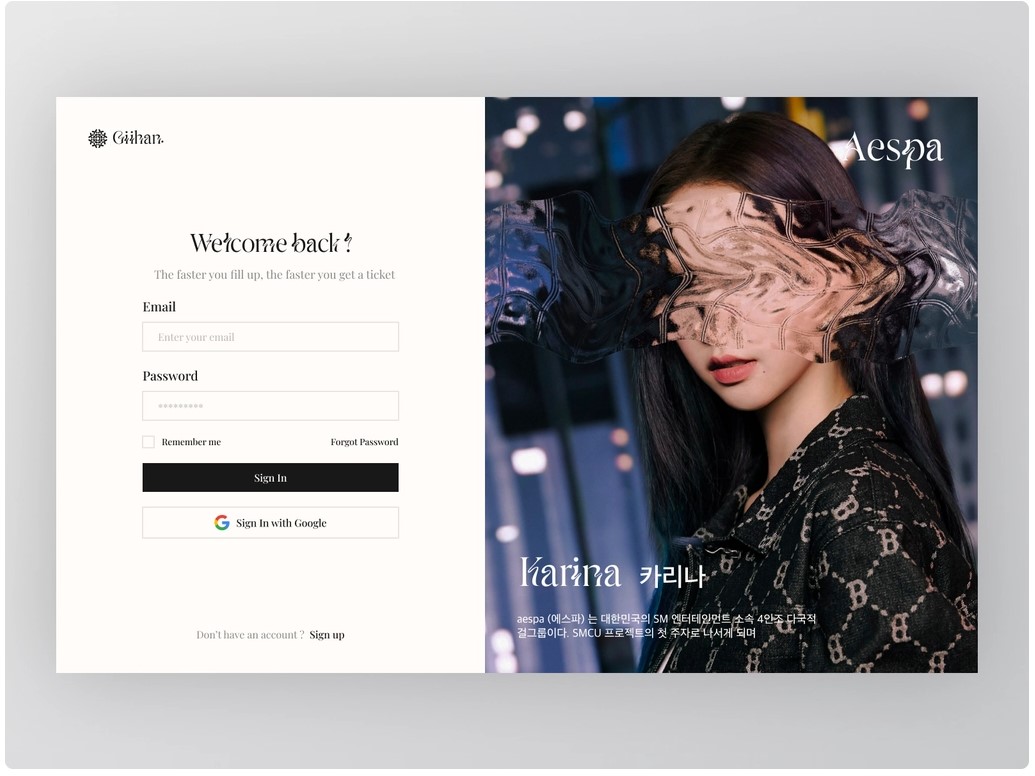 Giihan.
Welcome back !
The faster you fill up, the faster you get a ticket
Email
Enter your email
Password
*********
Remember me
Forgot Password
Sign In
Sign In with Google
Don't have an account ? Sign up
Aespa
Karina 카리나
aespa (에스파) 는 대한민국의 SM 엔터테인먼트 소속 4인조 다국적
걸그룹이다. SMCU 프로젝트의 첫 주자로 나서게 되며